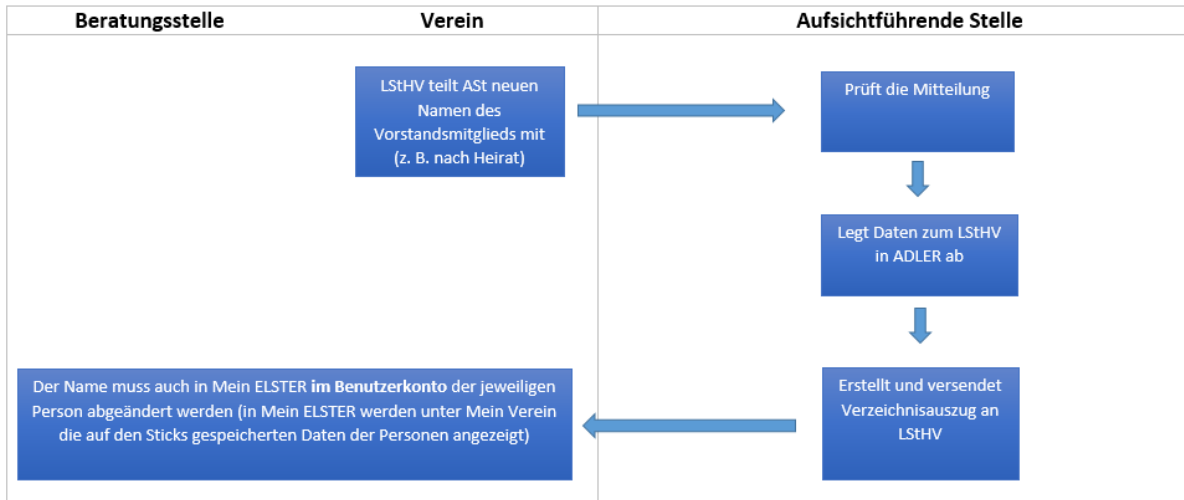 Beratungsstelle
Verein
Aufsichtführende Stelle
LStHV teilt ASt neuen
Namen des
Vorstandsmitglieds mit
(z. B. nach Heirat)
Prüft die Mitteilung
Legt Daten zum LStHV
in ADLER ab
Erstellt und versendet
Verzeichnisauszug an
LStHV
Der Name muss auch in Mein ELSTER im Benutzerkonto der jeweiligen
Person abgeändert werden (in Mein ELSTER werden unter Mein Verein
die auf den Sticks gespeicherten Daten der Personen angezeigt)